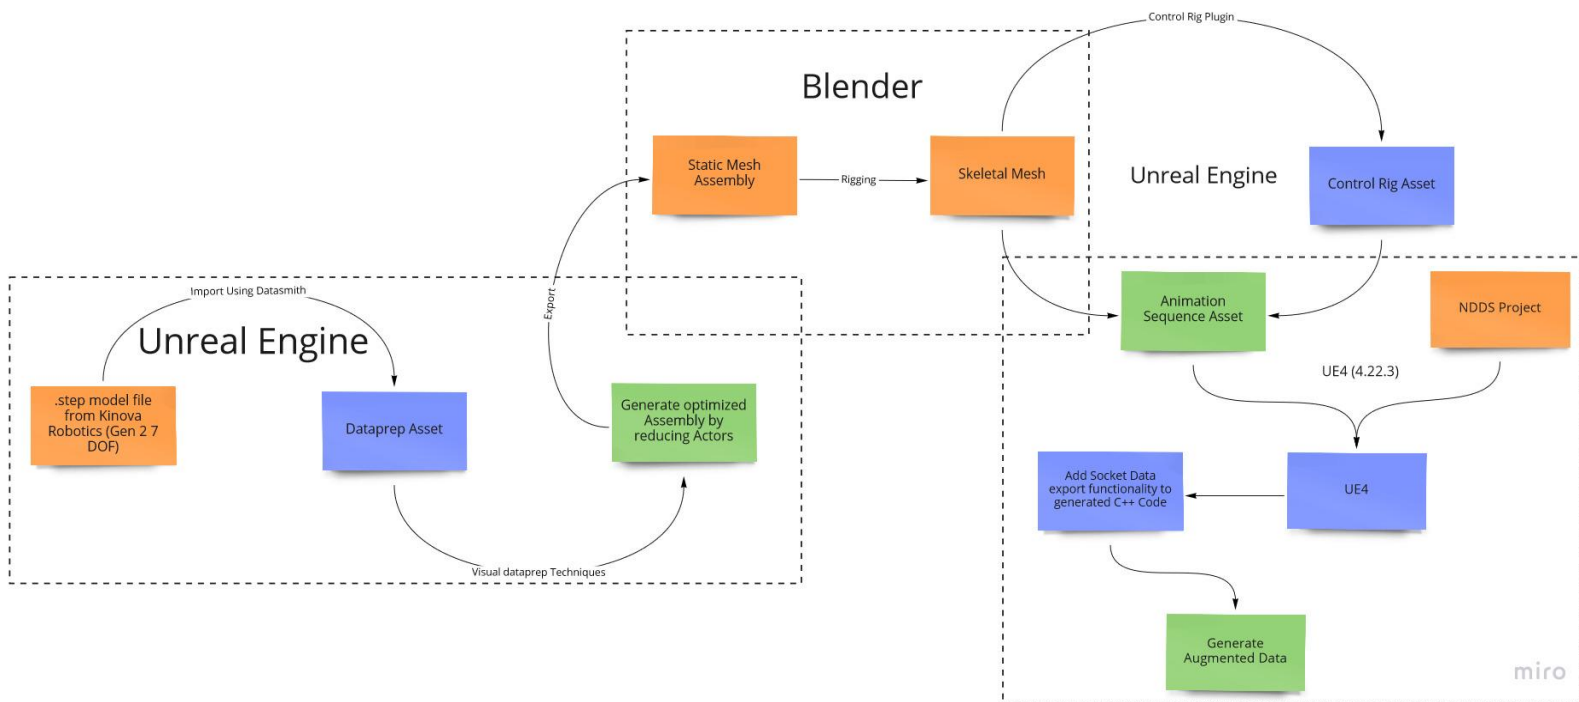 Control Rig Plugin
Blender
Static Mesh
Assembly
Rigging
Skeletal Mesh
Unreal Engine
Control Rig Asset
Import Using Datasmith
Unreal Engine
Export
.step model file
from Kinova
Robotics (Gen 2 7
DOF)
Dataprep Asset
Generate optimized
Assembly by
reducing Actors
Visual dataprep Techniques
Animation
Sequence Asset
NDDS Project
UE4 (4.22.3)
Add Socket Data
export functionality to
generated C++ Code
UE4
Generate
Augmented Data
miro